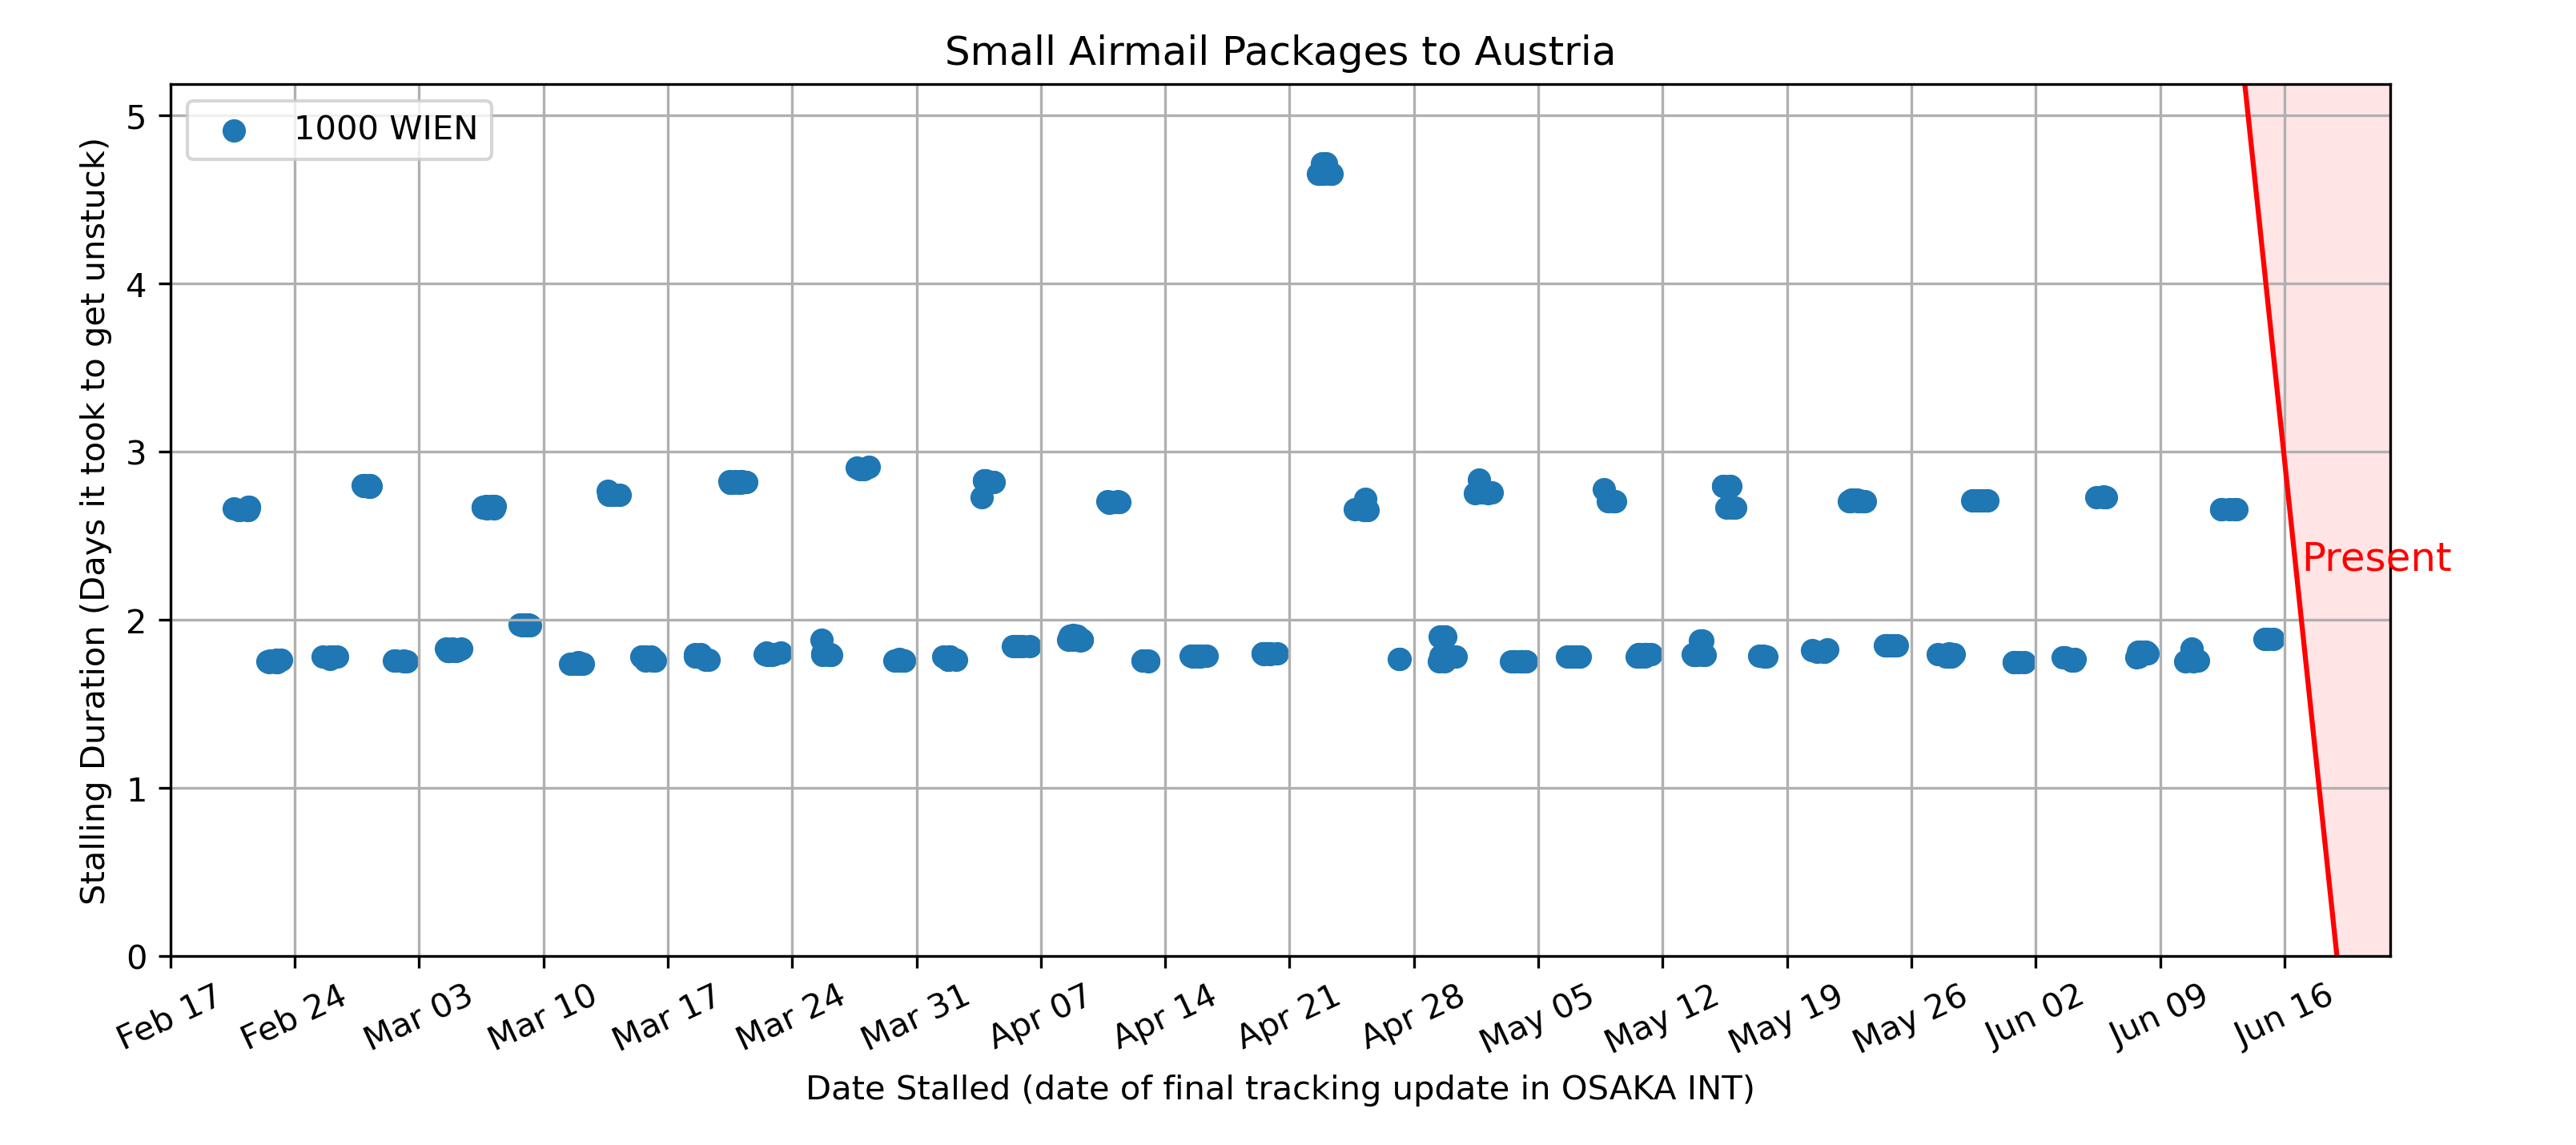 Small Airmail Packages to Austria
1000 WIEN
Stalling Duration (Days it took to get unstuck)
5
4
3
2
1
0
Present
Feb 17
Feb 24
Mar 03
Mar 10
Mar 17
Mar 24
Mar 31
Apr 07
Apr 14
Apr 21
Apr 28
May 05
May 12
May 19
May 26
Jun 02
Jun 09
Jun 16
Date Stalled (date of final tracking update in OSAKA INT)